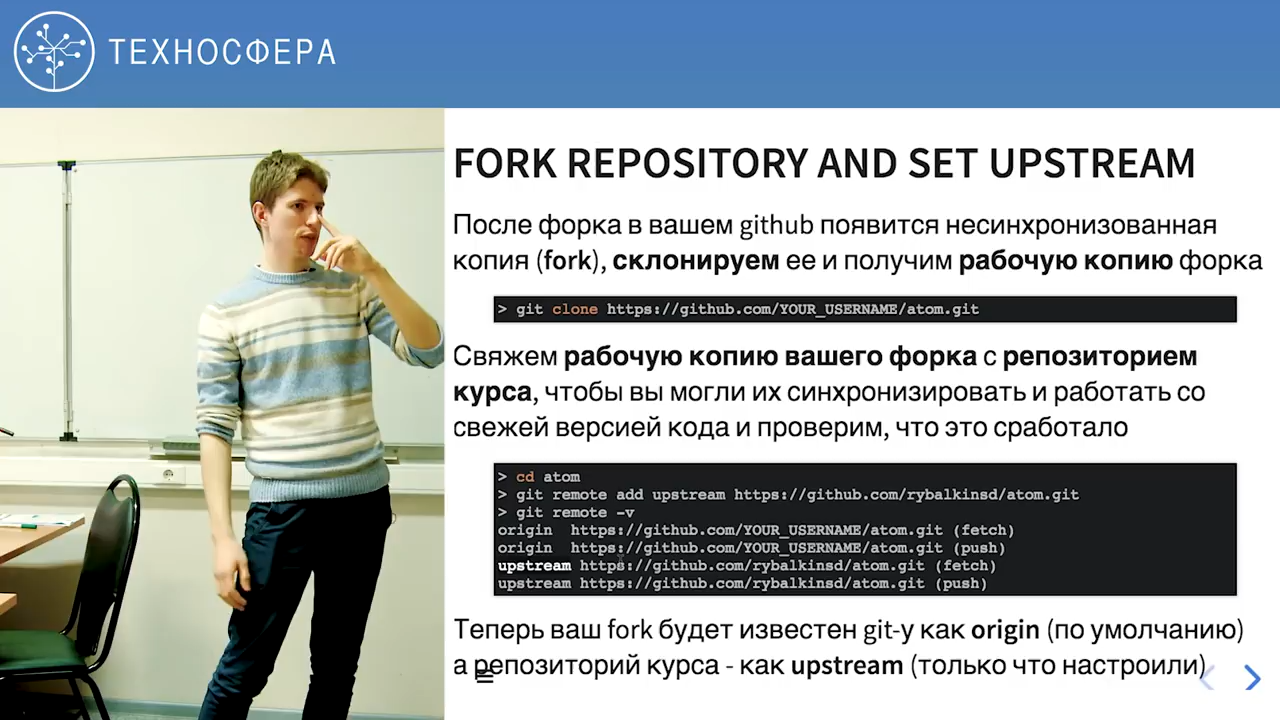 ТЕХНОСФЕРА
FORK REPOSITORY AND SET UPSTREAM
После форка в вашем github появится несинхронизованная
копия (fork), склонируем ее и получим рабочую копию форка
> git clone https://github.com/YOUR_USERNAME/atom.git
Свяжем рабочую копию вашего форка с репозиторием
курса, чтобы вы могли их синхронизировать и работать со
свежей версией кода и проверим, что это сработало
> cd atom
> git remote add upstream https://github.com/rybalkinsd/atom.git
> git remote -v
origin  https://github.com/YOUR_USERNAME/atom.git (fetch)
origin  https://github.com/YOUR_USERNAME/atom.git (push)
upstream https://github.com/rybalkinsd/atom.git (fetch)
upstream https://github.com/rybalkinsd/atom.git (push)
Теперь ваш fork будет известен git-у как origin (по умолчанию)
а репозиторий курса - как upstream (только что настроили)